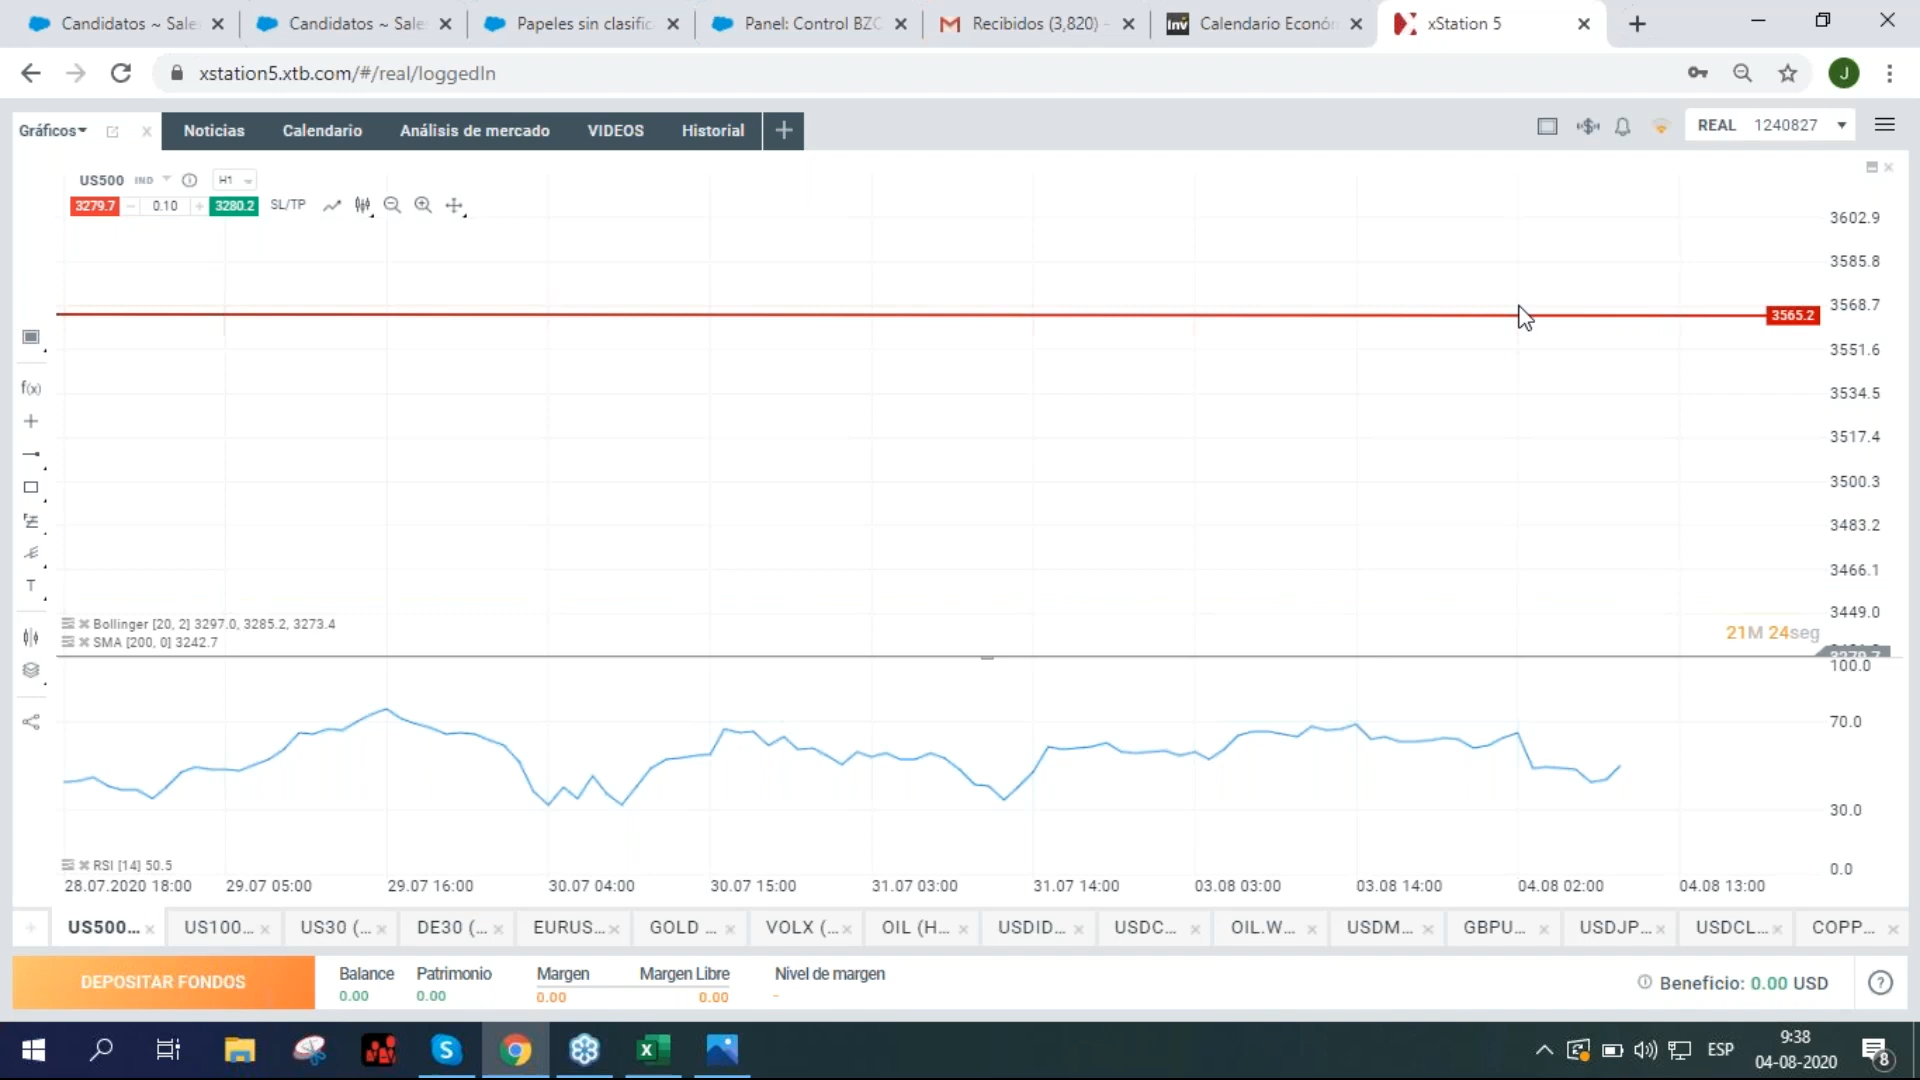 Candidatos ~ Sale
Candidatos ~ Sale
Papeles sin clasific
Panel: Control BZC
Recibidos (3,820) -
Inv Calendario Econón
xStation 5
xstation5.xtb.com/#/real/loggedIn
J
Gráficos
Noticias
Calendario
Análisis de mercado
VIDEOS
Historial
REAL 1240827
US500 IND H1
3279.7 0.10 3280.2 SL/TP
3602.9
3585.8
3568.7
3565.2
3551.6
3534.5
3517.4
3500.3
3483.2
3466.1
3449.0
f(x)
T
Bollinger [20, 2] 3297.0, 3285.2, 3273.4
SMA [200, 0] 3242.7
21M 24seg
3279.7
100.0
70.0
30.0
0.0
RSI [14] 50.5
28.07.2020 18:00 29.07 05:00 29.07 16:00 30.07 04:00 30.07 15:00 31.07 03:00 31.07 14:00 03.08 03:00 03.08 14:00 04.08 02:00 04.08 13:00
US500... US100... US30 (... DE30 (... EURUS... GOLD ... VOLX (... OIL (H... USDID... USDC... OIL.W... USDM... GBPU... USDJP... USDCL... COPP...
DEPOSITAR FONDOS
Balance Patrimonio Margen Margen Libre Nivel de margen
0.00 0.00 0.00 0.00 -
Beneficio: 0.00 USD
ESP
9:38
04-08-2020
8